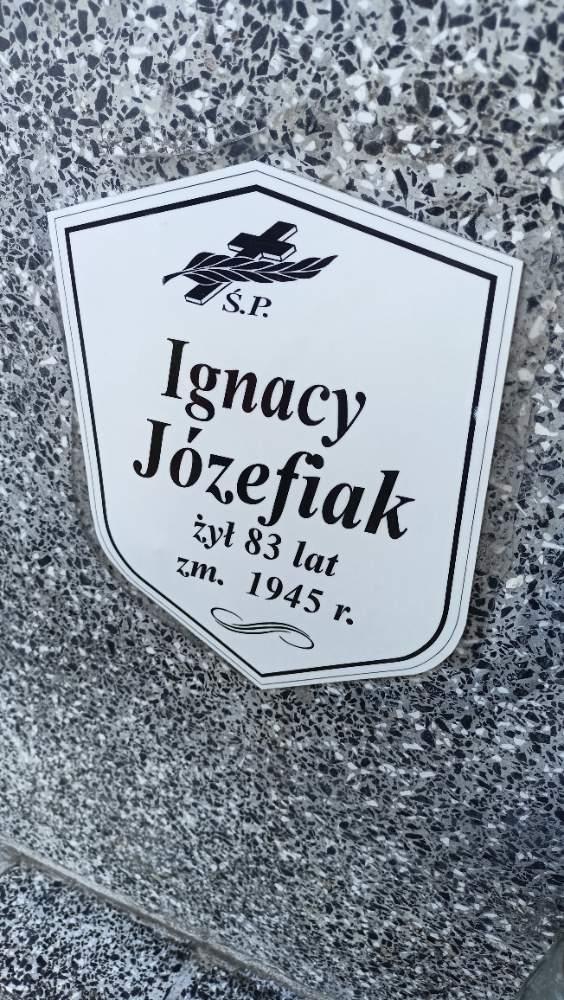 Ś.P.
Ignacy
Józefiak
żył 83 lat
zm. 1945 r.